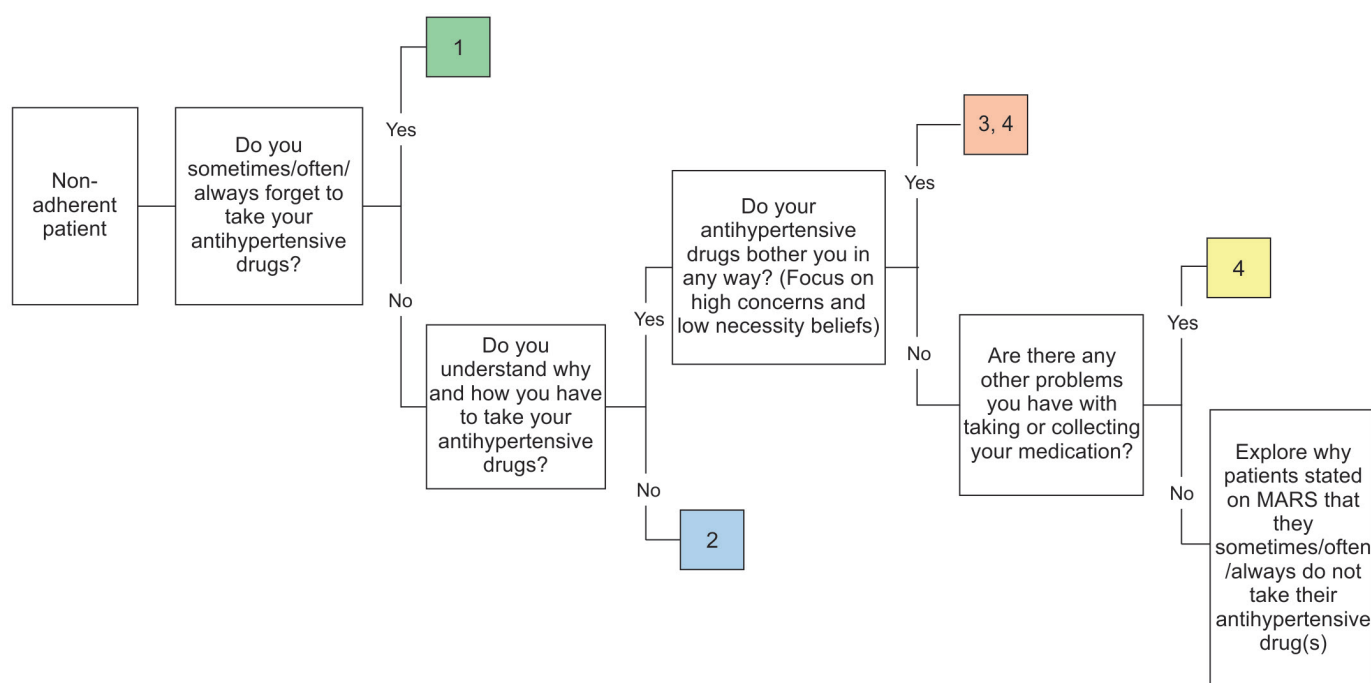 Non-
adherent
patient
Do you
sometimes/often/
always forget to
take your
antihypertensive
drugs?
Yes
1
No
Do you
understand why
and how you have
to take your
antihypertensive
drugs?
Yes
No
2
Do your
antihypertensive
drugs bother you in
any way? (Focus on
high concerns and
low necessity beliefs)
Yes
3, 4
No
Are there any
other problems
you have with
taking or collecting
your medication?
Yes
4
No
Explore why
patients stated
on MARS that
they
sometimes/often
/always do not
take their
antihypertensive
drug(s)